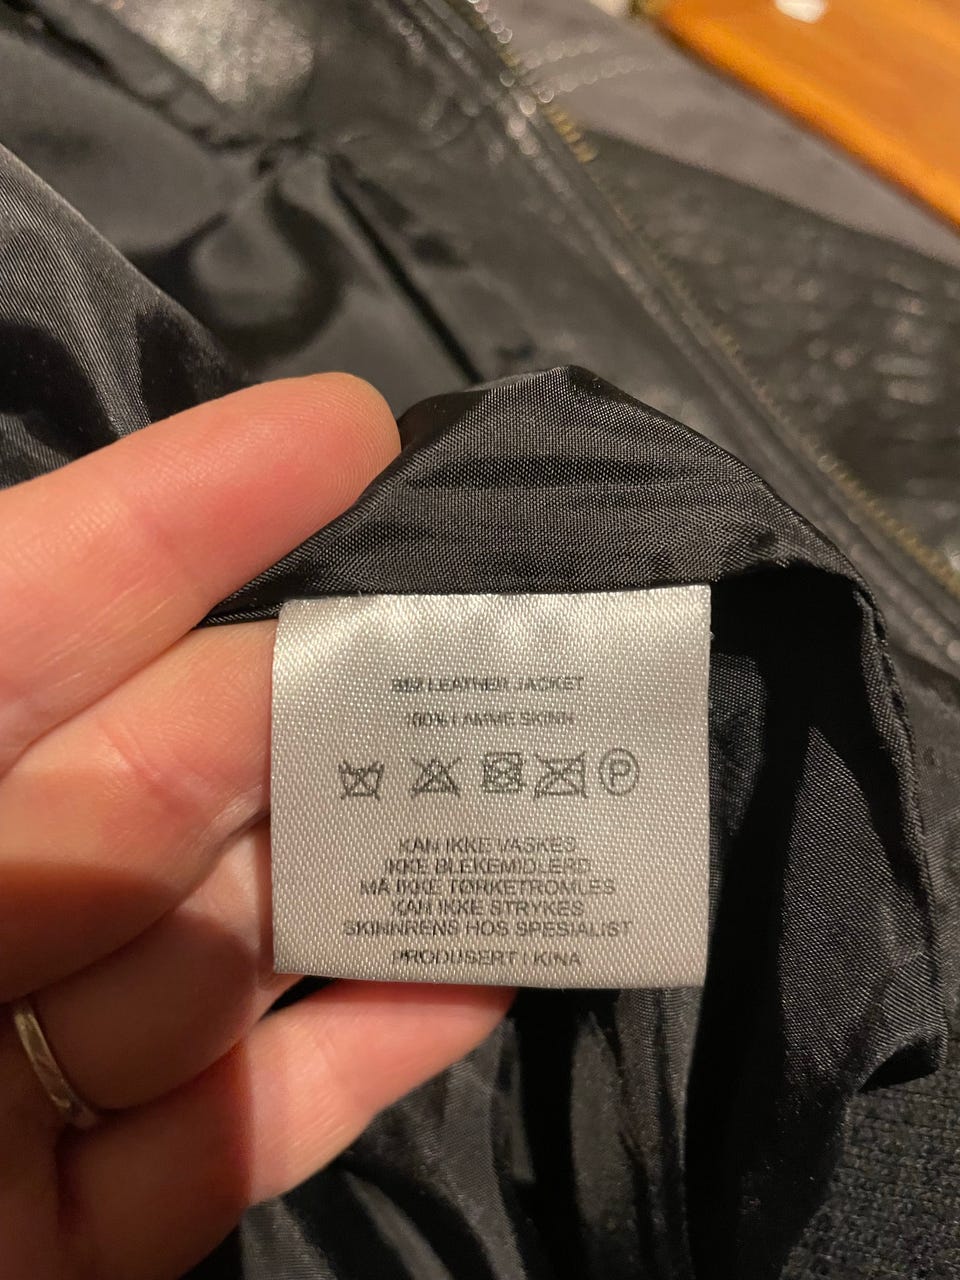 LEATHER JACKET
100% LAMME SKINN
P
KAN IKKE VASKES
IKKE BLEKEMIDLERD
MÅ IKKE TØRKETROMLES
KAN IKKE STRYKES
SKINNRENS HOS SPESIALIST
PRODUSERT I KINA